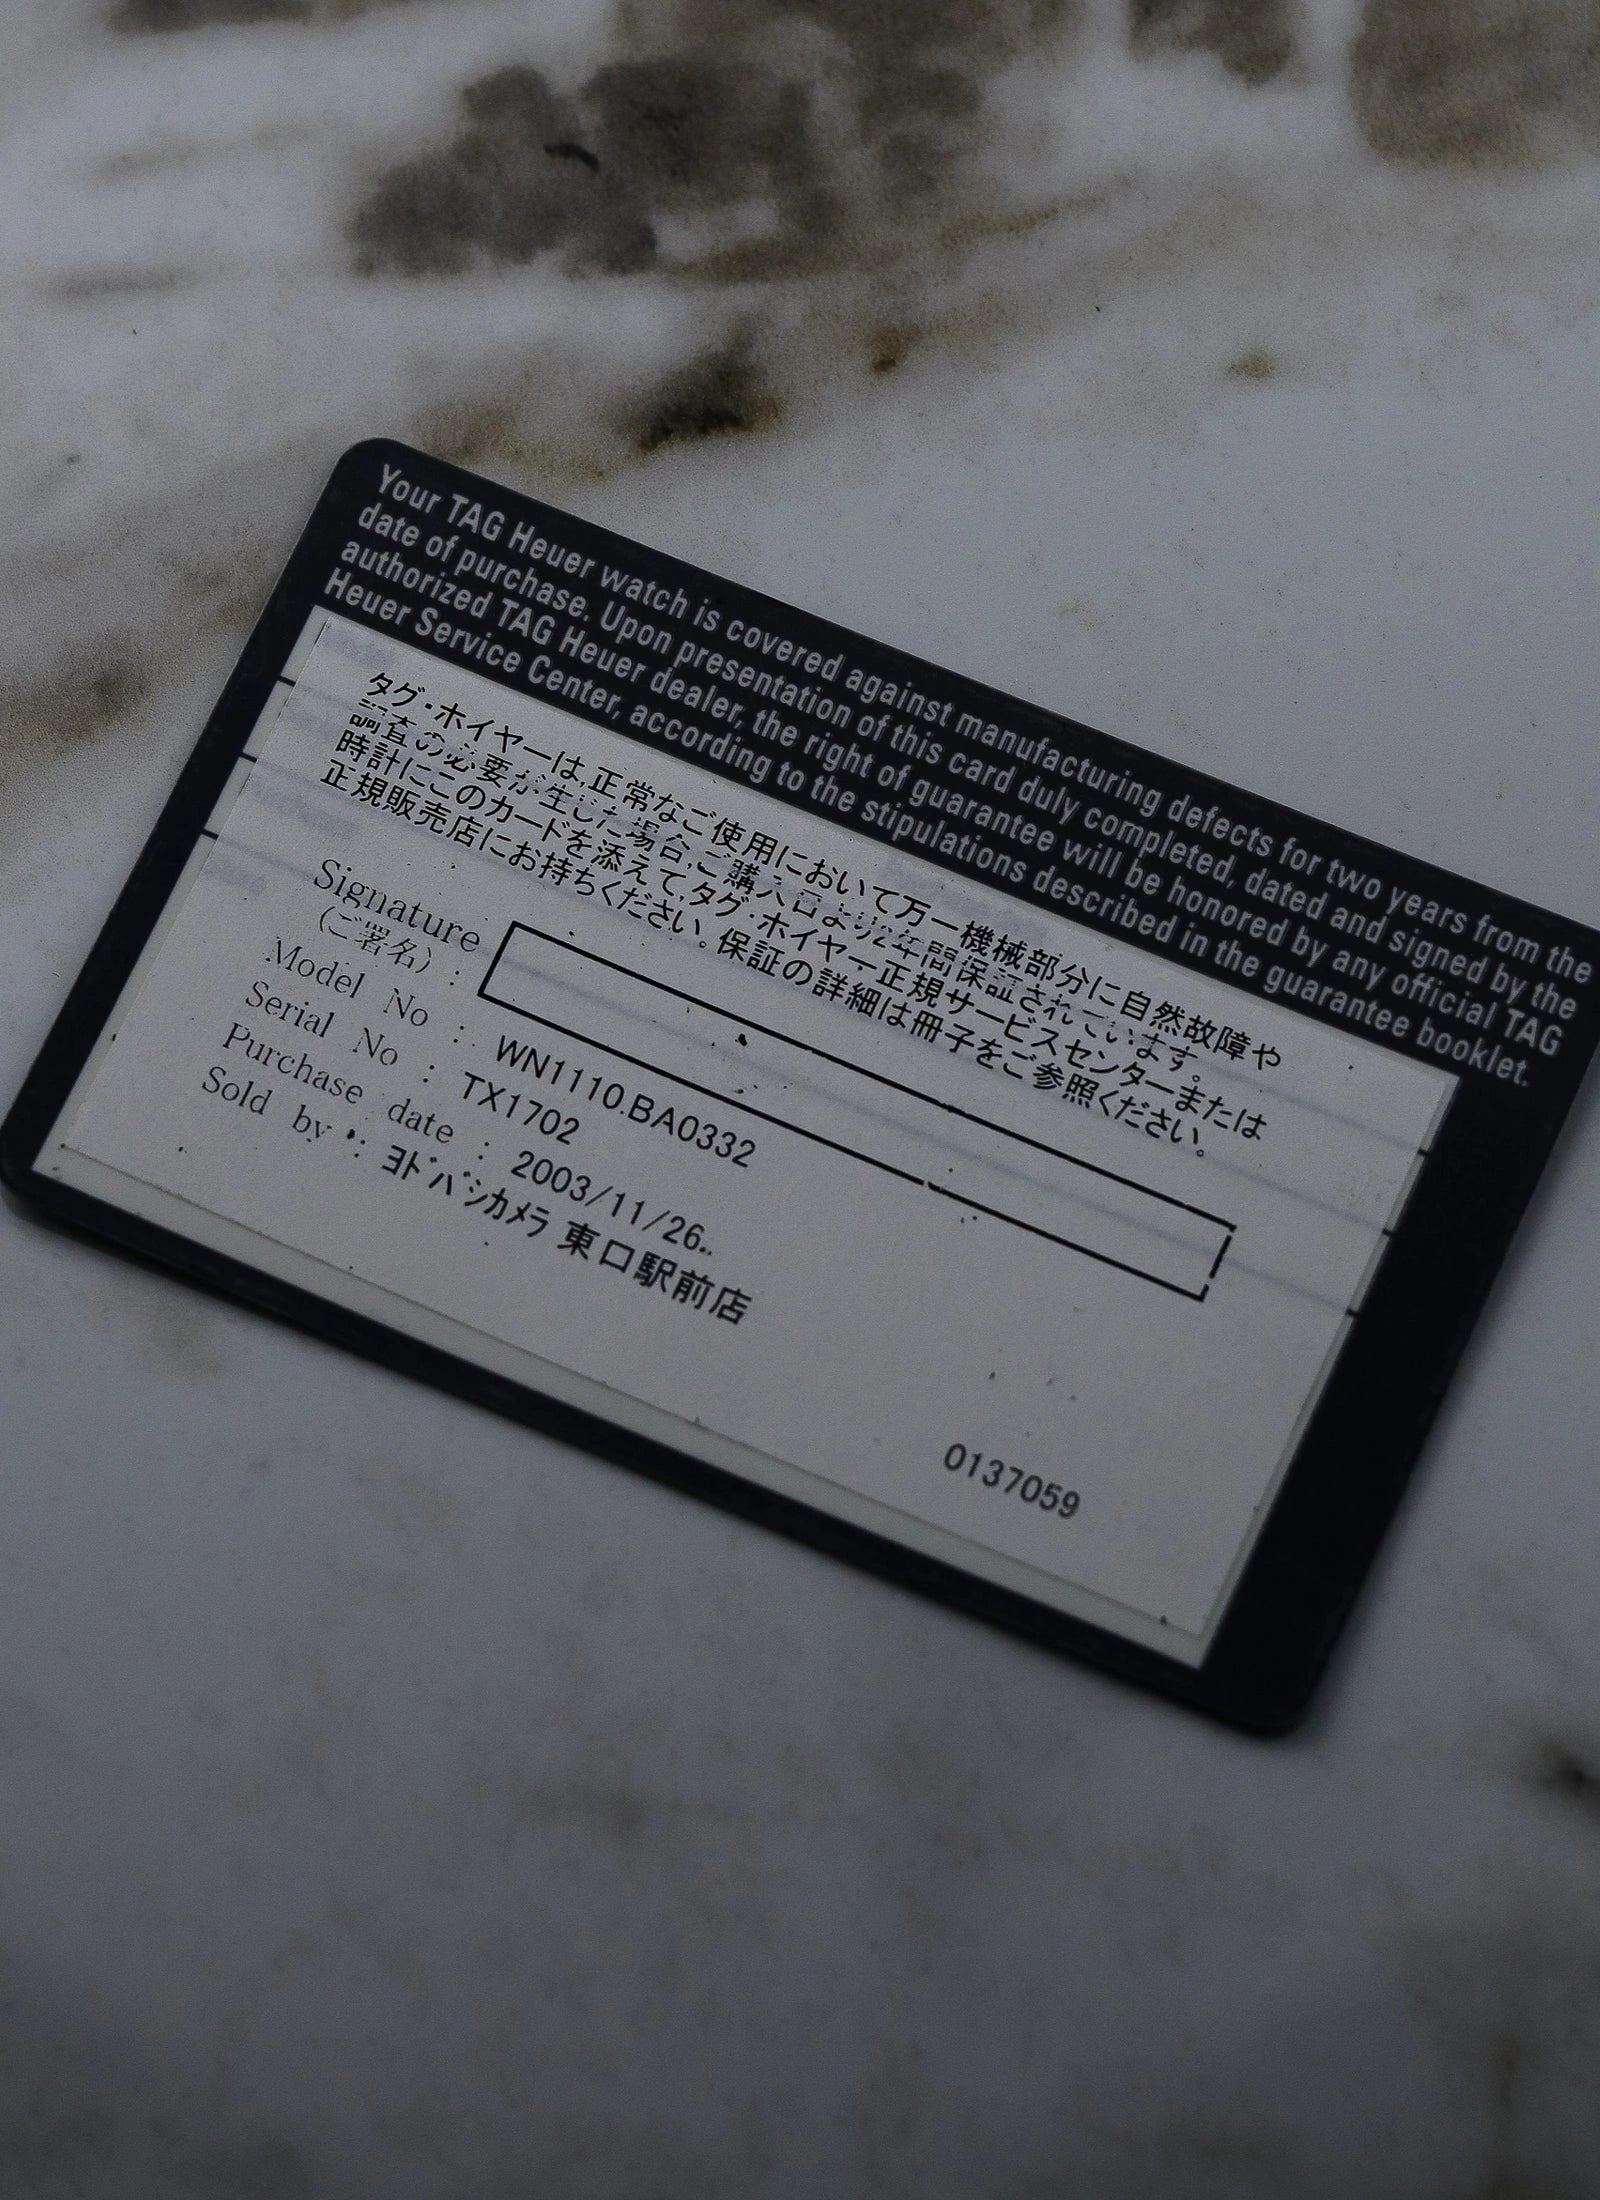 Your TAG Heuer watch is covered against manufacturing defects for two years from the
date of purchase. Upon presentation of this card duly completed, dated and signed by the
authorized TAG Heuer dealer, the right of guarantee will be honored by any official TAG
Heuer Service Center, according to the stipulations described in the guarantee booklet.
タグ・ホイヤーは、正常なご使用において万一機械部分に自然故障や
調査の必要が生じた場合、ご購入日より2年間保証されています。
時計にこのカードを添えて、タグ・ホイヤー正規サービスセンターまたは
正規販売店にお持ちください。保証の詳細は冊子をご参照ください。
Signature
(ご署名) :
Model No : WN1110.BA0332
Serial No : TX1702
Purchase date : 2003/11/26..
Sold by : ﾖﾄﾞﾊﾞｼｶﾒﾗ 東口駅前店
0137059